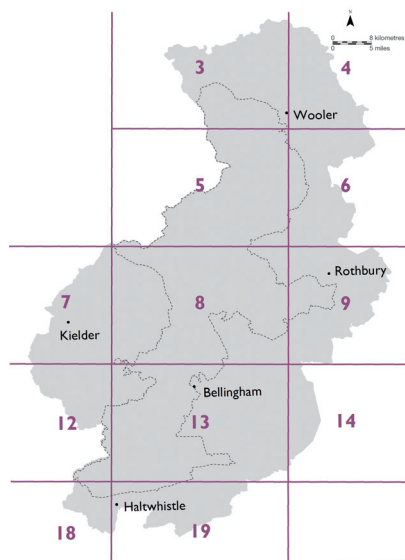 N
0 8 kilometres
0 5 miles
3
4
Wooler
5
6
Rothbury
7
8
9
Kielder
Bellingham
12
13
14
Haltwhistle
18
19